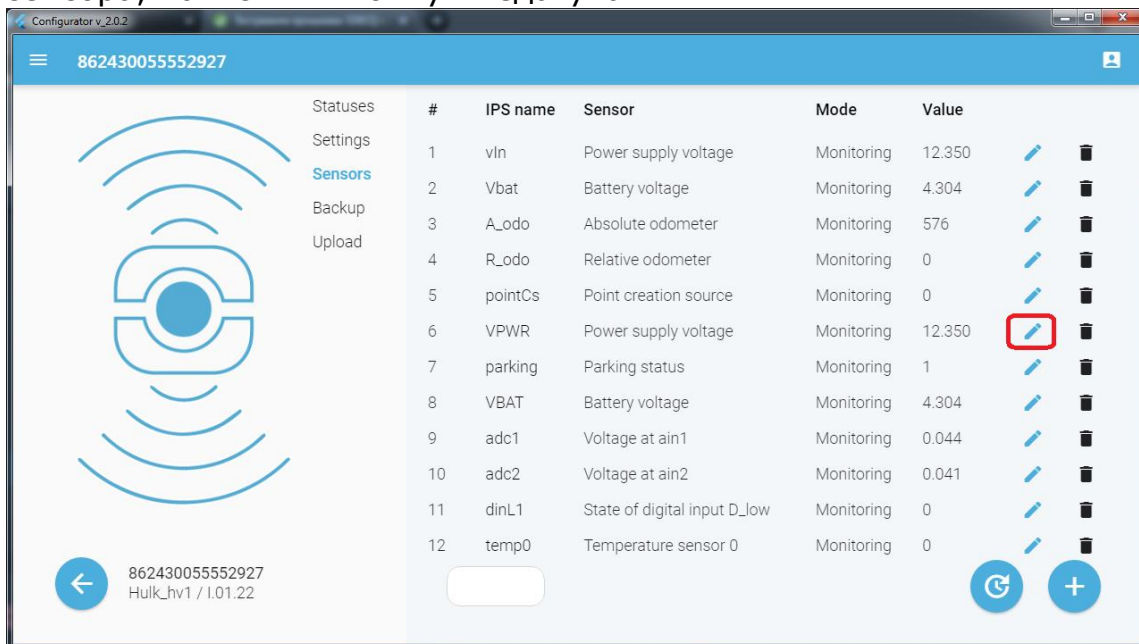 Configurator v_2.0.2
862430055552927
Statuses
Settings
Sensors
Backup
Upload
# IPS name Sensor Mode Value
1 vIn Power supply voltage Monitoring 12.350
2 Vbat Battery voltage Monitoring 4.304
3 A_odo Absolute odometer Monitoring 576
4 R_odo Relative odometer Monitoring 0
5 pointCs Point creation source Monitoring 0
6 VPWR Power supply voltage Monitoring 12.350
7 parking Parking status Monitoring 1
8 VBAT Battery voltage Monitoring 4.304
9 adc1 Voltage at ain1 Monitoring 0.044
10 adc2 Voltage at ain2 Monitoring 0.041
11 dinL1 State of digital input D_low Monitoring 0
12 temp0 Temperature sensor 0 Monitoring 0
862430055552927
Hulk_hv1 / I.01.22